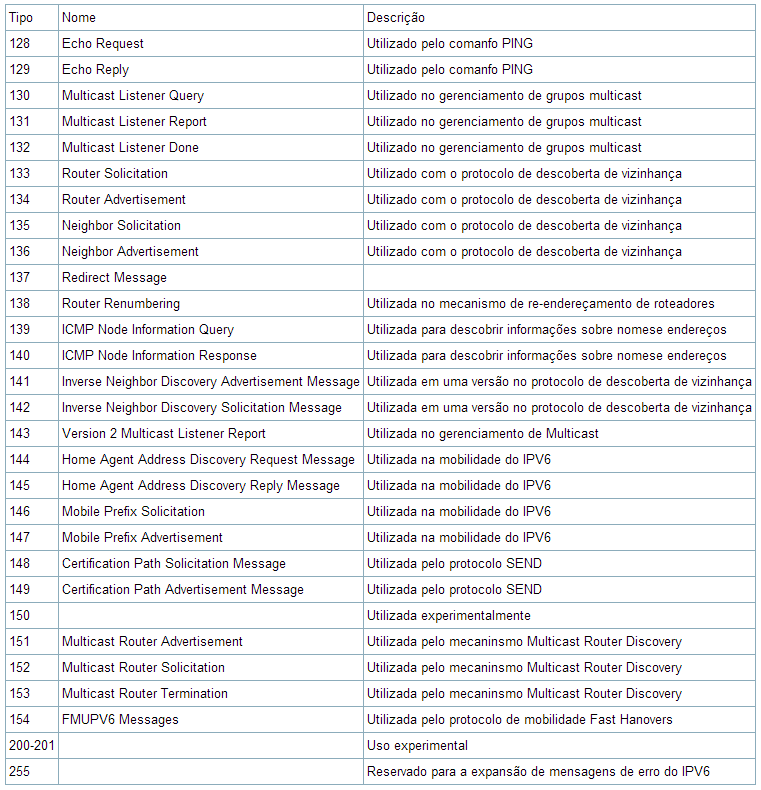 Tipo Nome Descrição
128 Echo Request Utilizado pelo comanfo PING
129 Echo Reply Utilizado pelo comanfo PING
130 Multicast Listener Query Utilizado no gerenciamento de grupos multicast
131 Multicast Listener Report Utilizado no gerenciamento de grupos multicast
132 Multicast Listener Done Utilizado no gerenciamento de grupos multicast
133 Router Solicitation Utilizado com o protocolo de descoberta de vizinhança
134 Router Advertisement Utilizado com o protocolo de descoberta de vizinhança
135 Neighbor Solicitation Utilizado com o protocolo de descoberta de vizinhança
136 Neighbor Advertisement Utilizado com o protocolo de descoberta de vizinhança
137 Redirect Message
138 Router Renumbering Utilizada no mecanismo de re-endereçamento de roteadores
139 ICMP Node Information Query Utilizada para descobrir informações sobre nomese endereços
140 ICMP Node Information Response Utilizada para descobrir informações sobre nomese endereços
141 Inverse Neighbor Discovery Advertisement Message Utilizada em uma versão no protocolo de descoberta de vizinhança
142 Inverse Neighbor Discovery Solicitation Message Utilizada em uma versão no protocolo de descoberta de vizinhança
143 Version 2 Multicast Listener Report Utilizada no gerenciamento de Multicast
144 Home Agent Address Discovery Request Message Utilizada na mobilidade do IPV6
145 Home Agent Address Discovery Reply Message Utilizada na mobilidade do IPV6
146 Mobile Prefix Solicitation Utilizada na mobilidade do IPV6
147 Mobile Prefix Advertisement Utilizada na mobilidade do IPV6
148 Certification Path Solicitation Message Utilizada pelo protocolo SEND
149 Certification Path Advertisement Message Utilizada pelo protocolo SEND
150 Utilizada experimentalmente
151 Multicast Router Advertisement Utilizada pelo mecaninsmo Multicast Router Discovery
152 Multicast Router Solicitation Utilizada pelo mecaninsmo Multicast Router Discovery
153 Multicast Router Termination Utilizada pelo mecaninsmo Multicast Router Discovery
154 FMUPV6 Messages Utilizada pelo protocolo de mobilidade Fast Hanovers
200-201 Uso experimental
255 Reservado para a expansão de mensagens de erro do IPV6